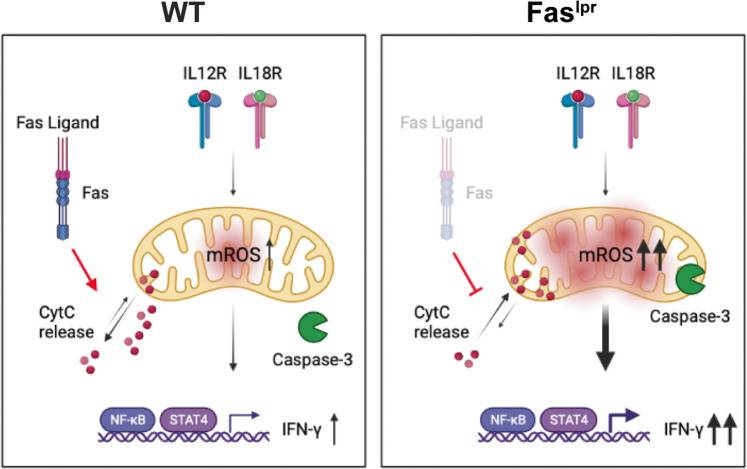 WT
IL12R IL18R
Fas Ligand
Fas
mROS
CytC
release
Caspase-3
NF-κB STAT4
IFN-γ
Fas^lpr
IL12R IL18R
Fas Ligand
Fas
mROS
CytC
release
Caspase-3
NF-κB STAT4
IFN-γ